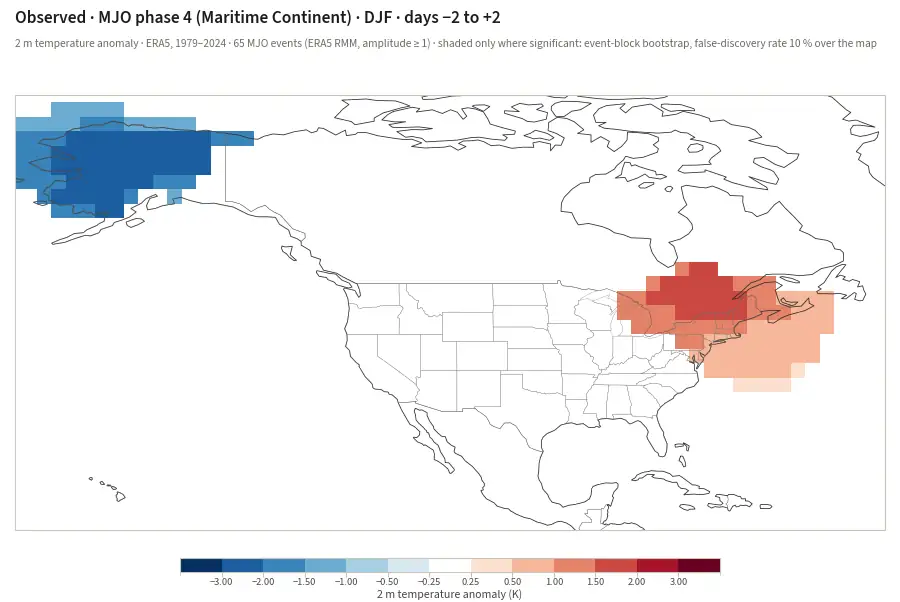 Observed · MJO phase 4 (Maritime Continent) · DJF · days −2 to +2
2 m temperature anomaly · ERA5, 1979–2024 · 65 MJO events (ERA5 RMM, amplitude ≥ 1) · shaded only where significant: event-block bootstrap, false-discovery rate 10 % over the map
−3.00 −2.00 −1.50 −1.00 −0.50 −0.25 0.25 0.50 1.00 1.50 2.00 3.00
2 m temperature anomaly (K)